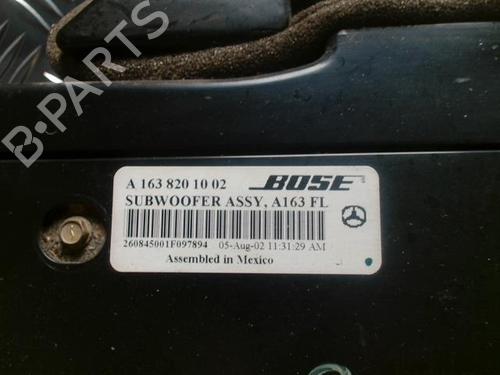 B-PARTS
A 163 820 10 02 BOSE
SUBWOOFER ASSY, A163 FL
260845001F097894 05-Aug-02 11:31:29 AM
Assembled in Mexico